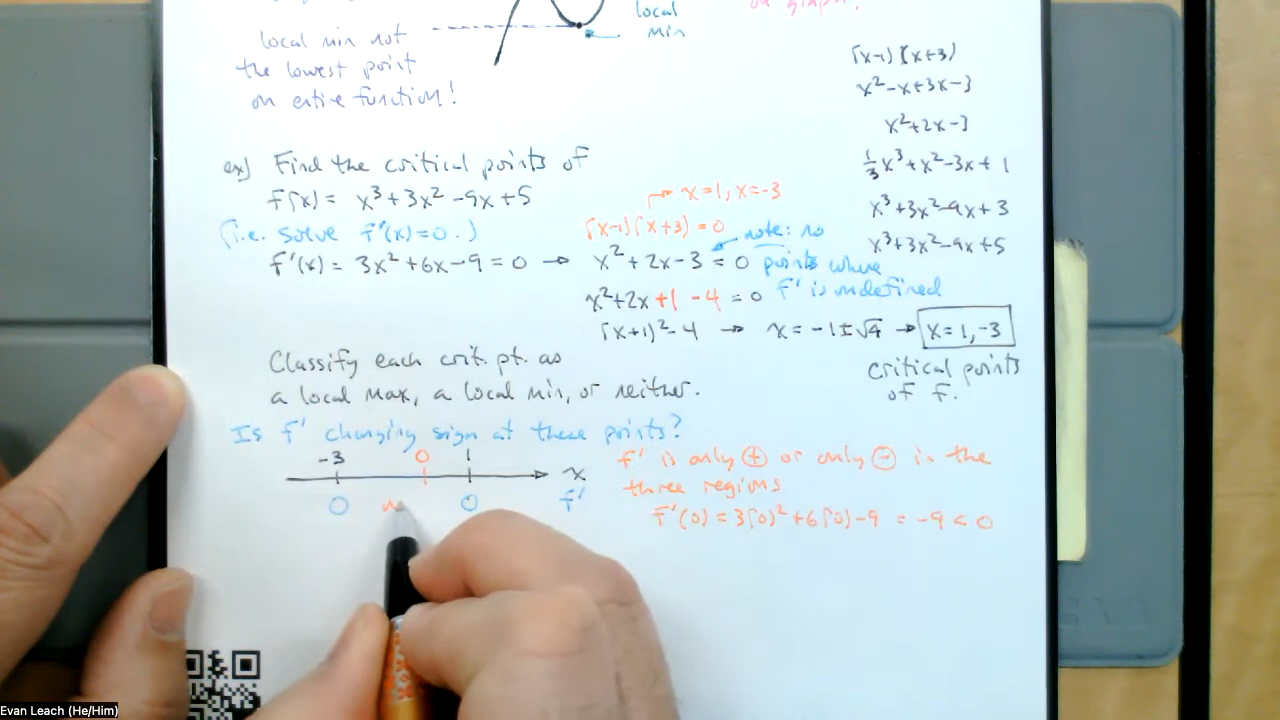 on graph!
local
min
local min not
the lowest point
on entire function!
(x-1)(x+3)
x²-x+3x-3
x²+2x-3
⅓x³+x²-3x+1
x³+3x²-9x+3
x³+3x²-9x+5
ex) Find the critical points of
f(x) = x³+3x²-9x+5
(i.e. solve f'(x)=0.)
f'(x) = 3x²+6x-9=0 → x²+2x-3=0
(x-1)(x+3)=0
→ x=1, x=-3
note: no
points where
f' is undefined
x²+2x+1-4=0
(x+1)²-4 → x=-1±√4 → x=1,-3
critical points
of f.
Classify each crit. pt. as
a local max, a local min, or neither.
Is f' changing sign at these points?
-3 0 1 x
0 0 f'
f' is only ⊕ or only ⊖ in the
three regions
f'(0) = 3(0)²+6(0)-9 = -9 < 0
Evan Leach (He/Him)